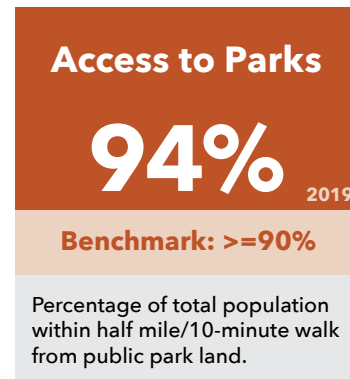 Access to Parks
94%
2019
Benchmark: >=90%
Percentage of total population
within half mile/10-minute walk
from public park land.